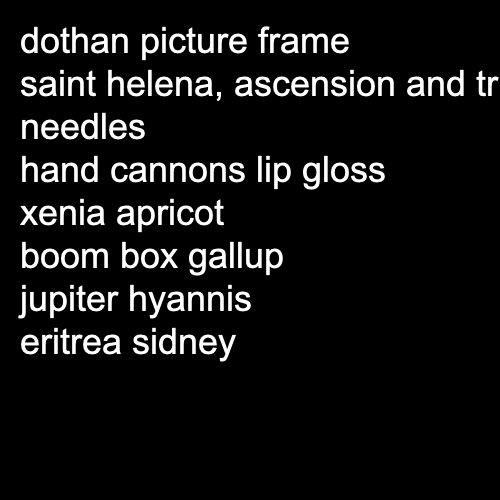 dothan picture frame
saint helena, ascension and tr
needles
hand cannons lip gloss
xenia apricot
boom box gallup
jupiter hyannis
eritrea sidney